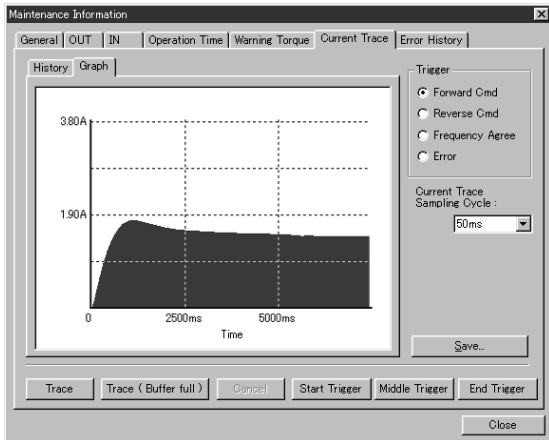 Maintenance Information
General OUT IN Operation Time Warning Torque Current Trace Error History
History Graph
3.80A
1.90A
0 2500ms 5000ms
Time
Trigger
Forward Cmd
Reverse Cmd
Frequency Agree
Error
Current Trace
Sampling Cycle :
50ms
Save...
Trace Trace ( Buffer full ) Cancel Start Trigger Middle Trigger End Trigger
Close